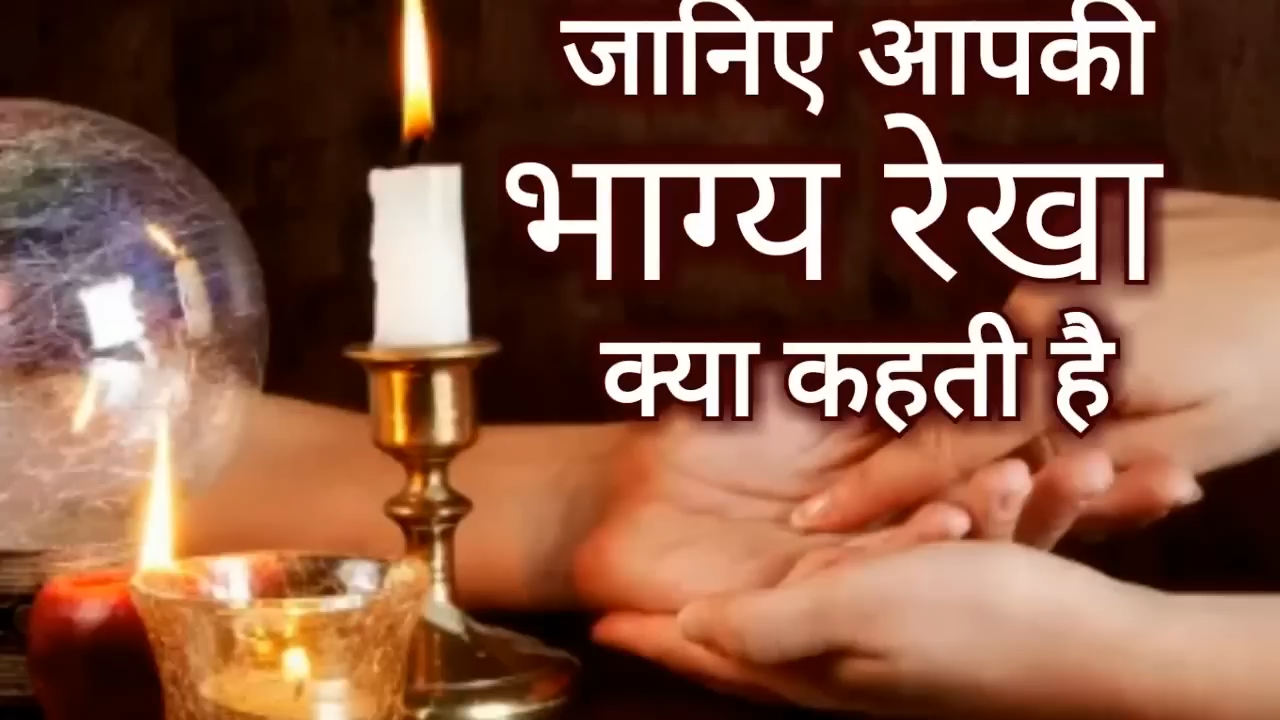 जानिए आपकी
भाग्य रेखा
क्या कहती है